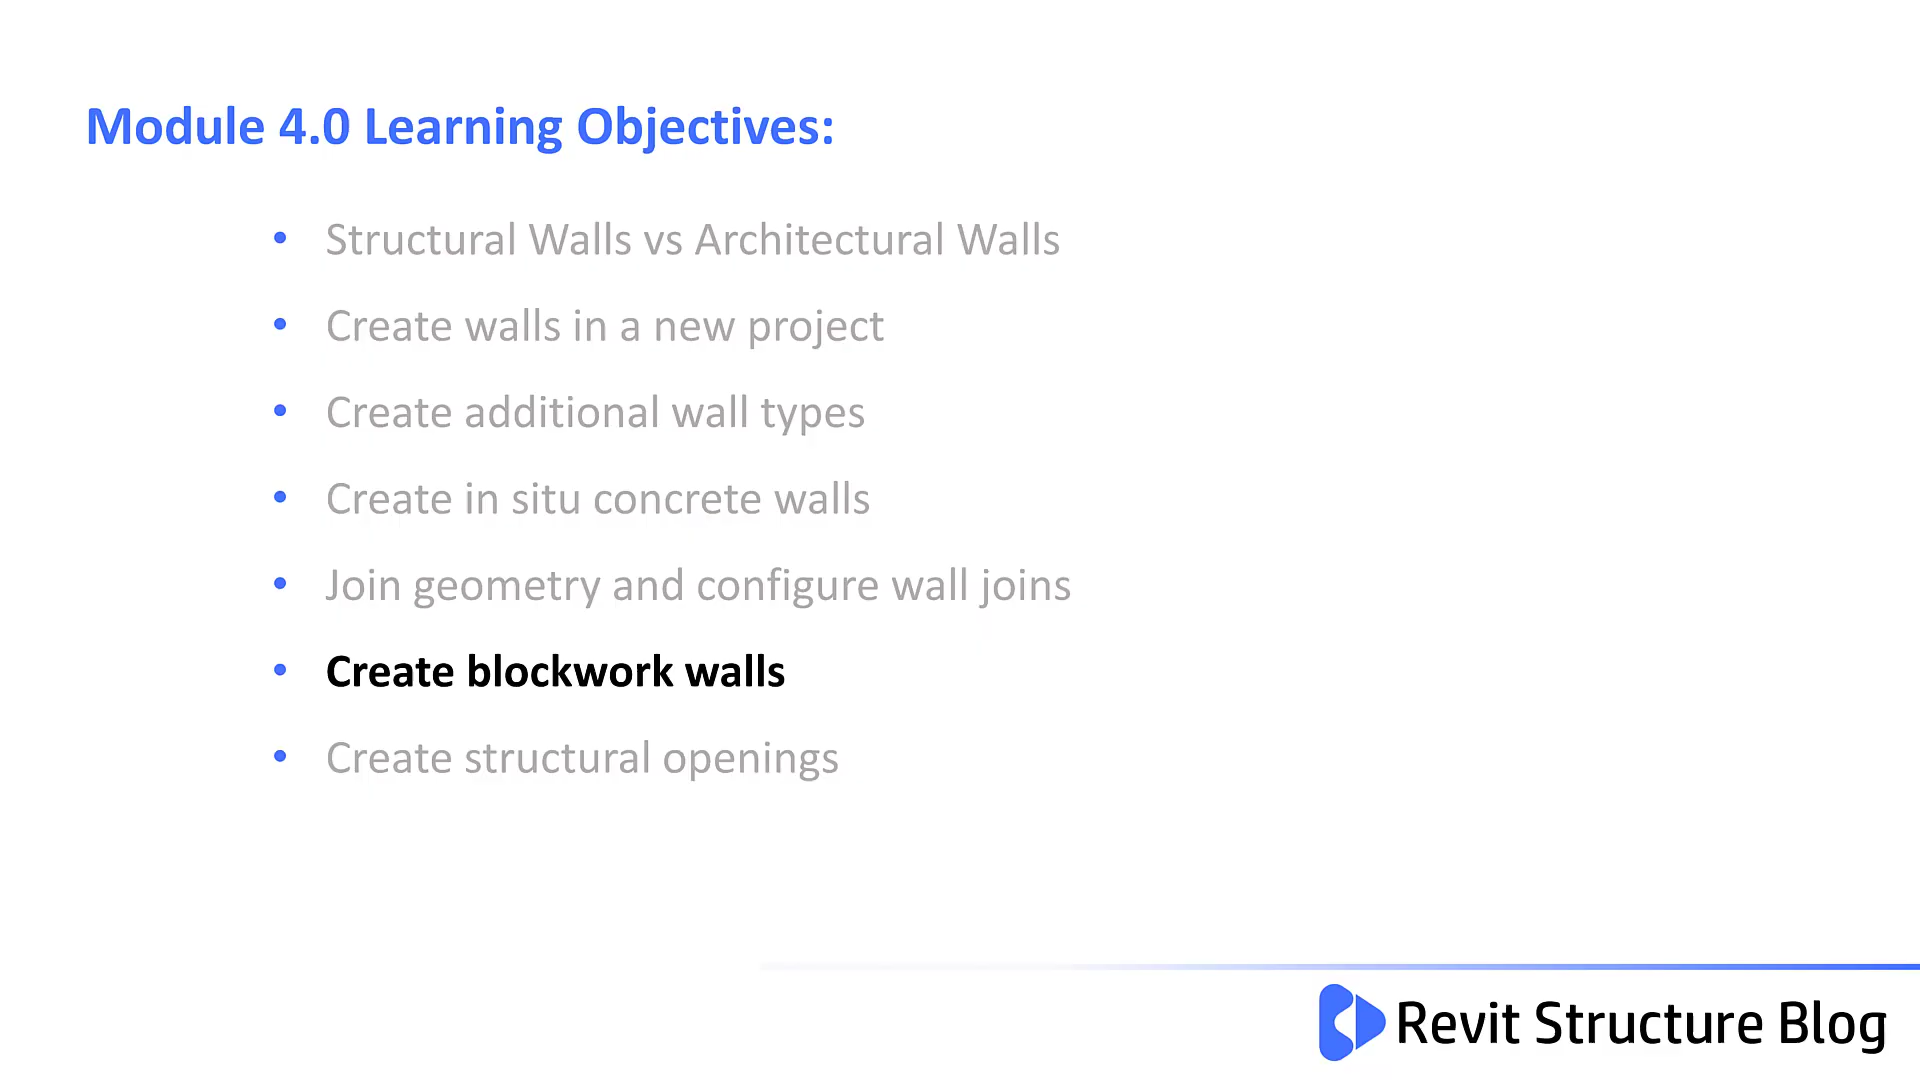 Module 4.0 Learning Objectives:
• Structural Walls vs Architectural Walls
• Create walls in a new project
• Create additional wall types
• Create in situ concrete walls
• Join geometry and configure wall joins
• Create blockwork walls
• Create structural openings
Revit Structure Blog